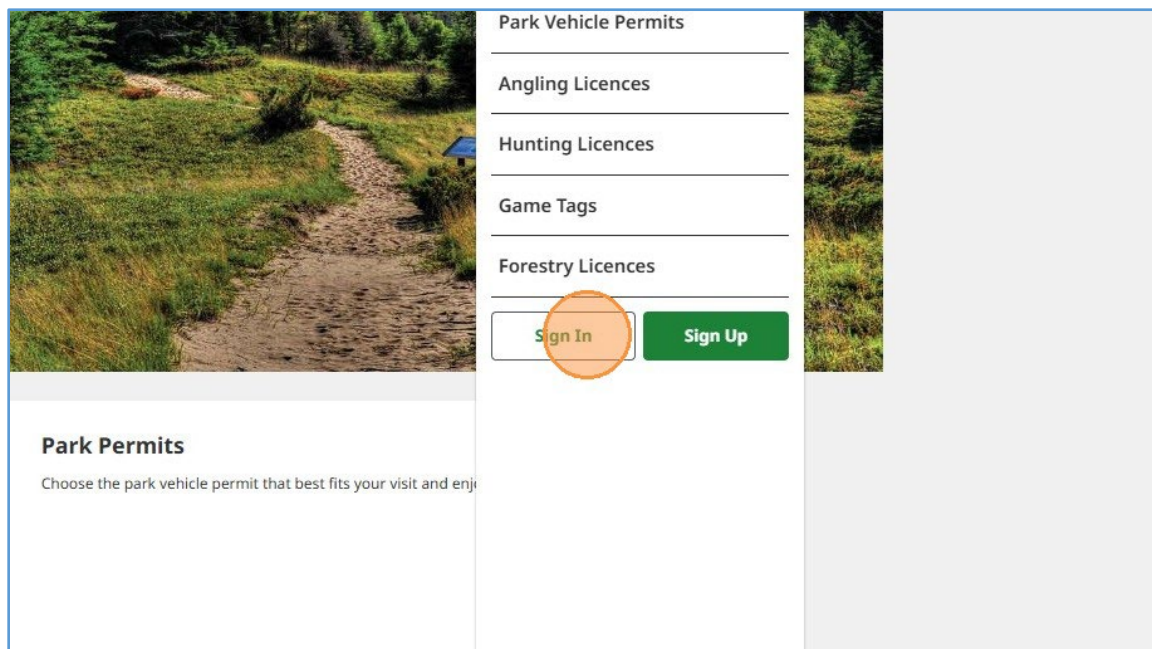 Park Vehicle Permits
Angling Licences
Hunting Licences
Game Tags
Forestry Licences
Sign In
Sign Up
Park Permits
Choose the park vehicle permit that best fits your visit and